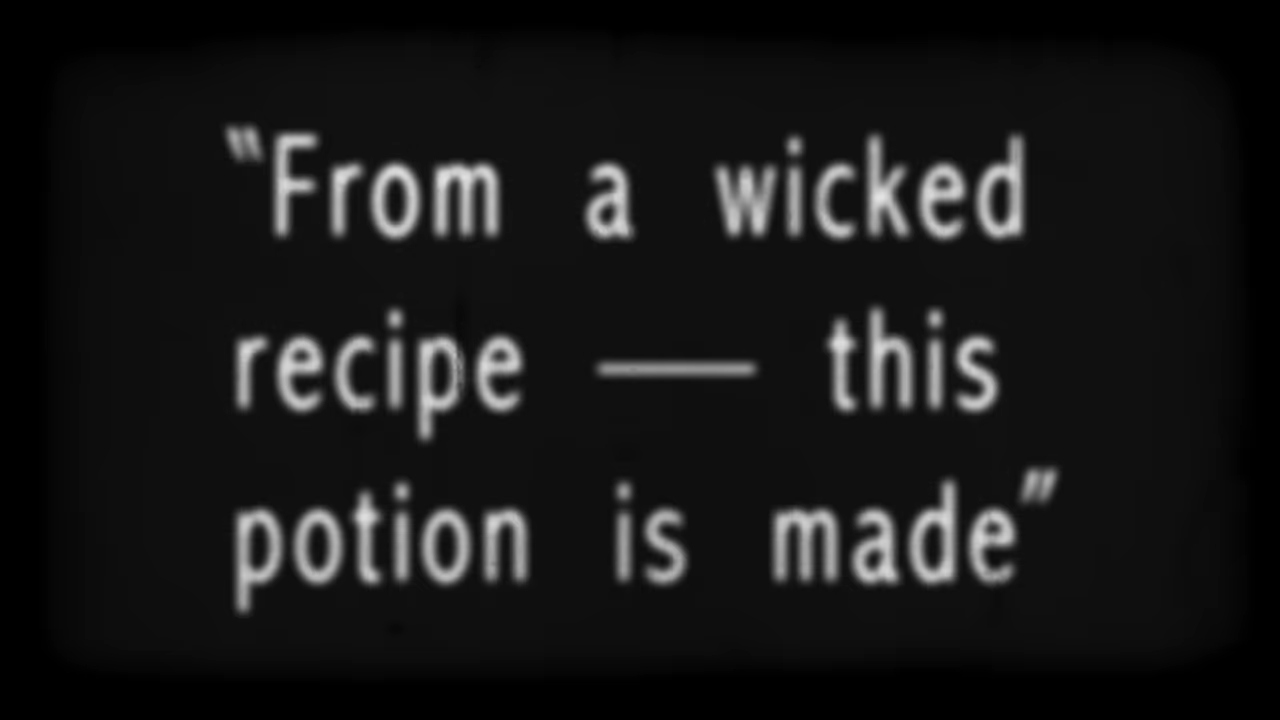 “From a wicked
recipe — this
potion is made”